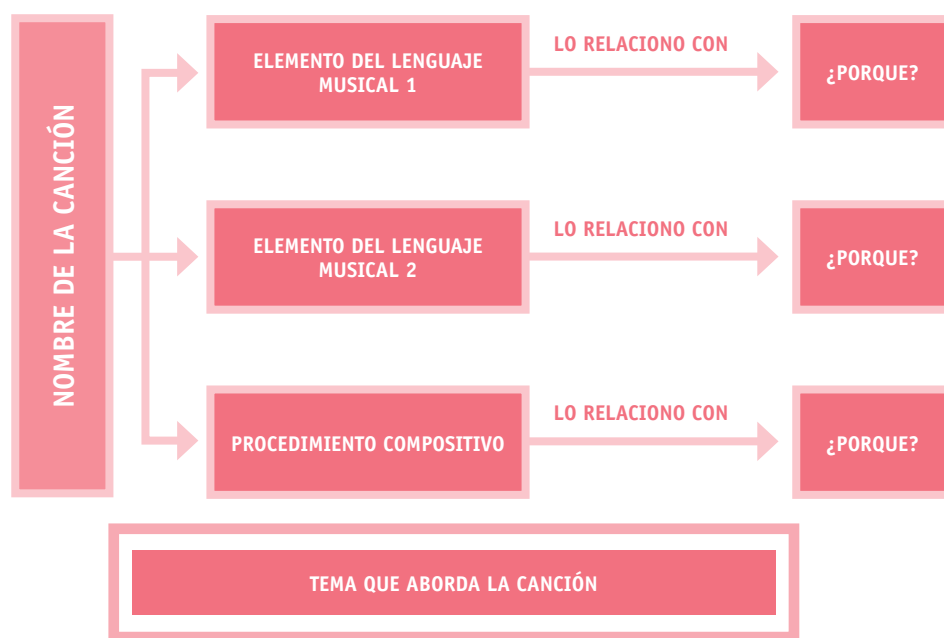 NOMBRE DE LA CANCIÓN
ELEMENTO DEL LENGUAJE
MUSICAL 1
LO RELACIONO CON
¿PORQUE?
ELEMENTO DEL LENGUAJE
MUSICAL 2
LO RELACIONO CON
¿PORQUE?
PROCEDIMIENTO COMPOSITIVO
LO RELACIONO CON
¿PORQUE?
TEMA QUE ABORDA LA CANCIÓN